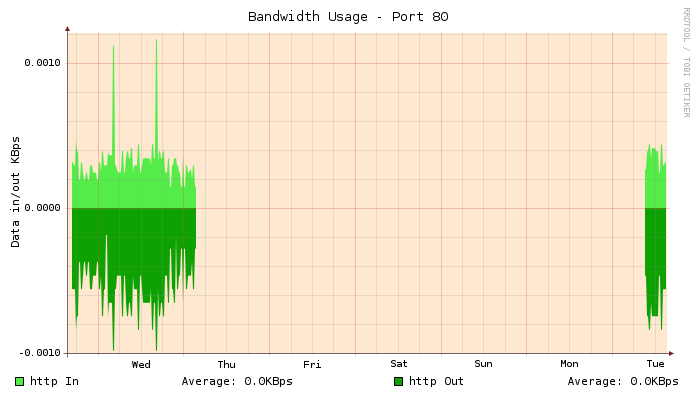 Bandwidth Usage - Port 80
RRDTOOL / TOBI OETIKER
Data in/out KBps
0.0010
0.0000
-0.0010
Wed Thu Fri Sat Sun Mon Tue
http In Average: 0.0KBps http Out Average: 0.0KBps